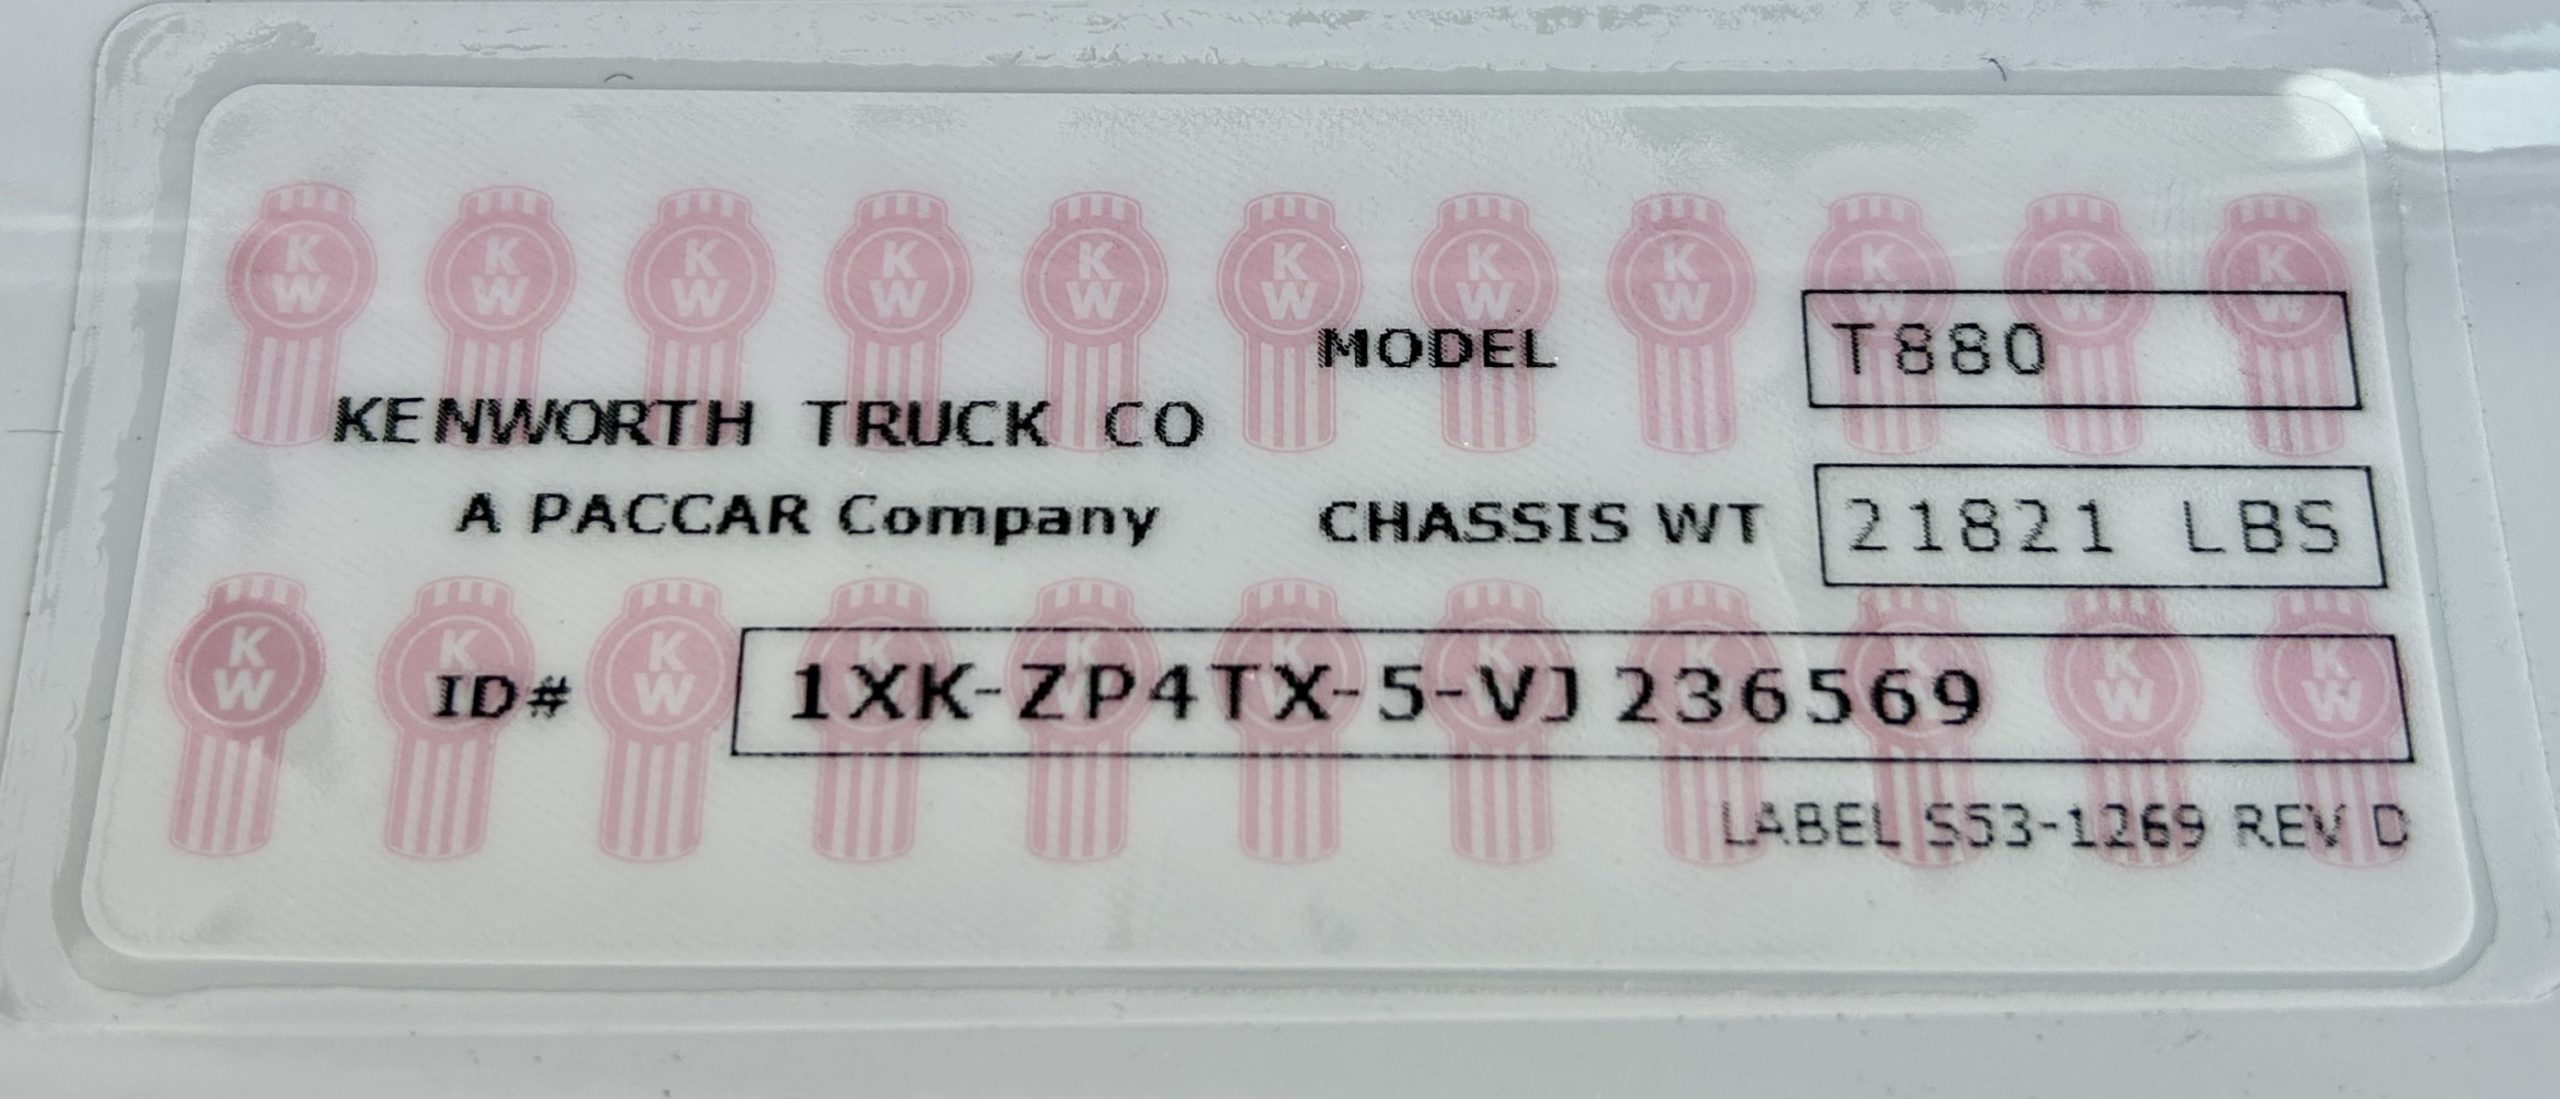 MODEL T880
KENWORTH TRUCK CO
A PACCAR Company
CHASSIS WT 21821 LBS
ID# 1XK-ZP4TX-5-VJ236569
LABEL S53-1269 REV D